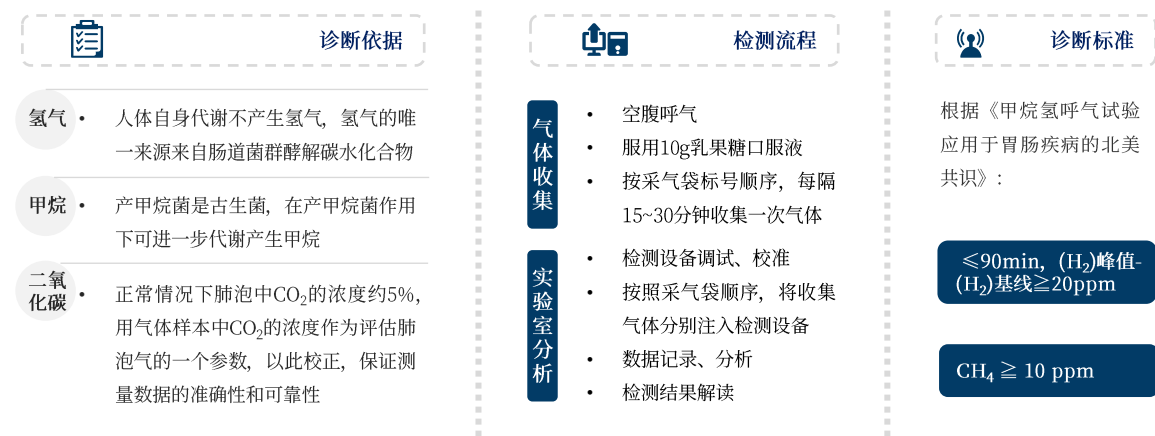 诊断依据
氢气
• 人体自身代谢不产生氢气，氢气的唯
一来源来自肠道菌群酵解碳水化合物
甲烷
• 产甲烷菌是古生菌，在产甲烷菌作用
下可进一步代谢产生甲烷
二氧
化碳
• 正常情况下肺泡中CO₂的浓度约5%，
用气体样本中CO₂的浓度作为评估肺
泡气的一个参数，以此校正，保证测
量数据的准确性和可靠性
检测流程
气体收集
• 空腹呼气
• 服用10g乳果糖口服液
• 按采气袋标号顺序，每隔
15~30分钟收集一次气体
实验室分析
• 检测设备调试、校准
• 按照采气袋顺序，将收集
气体分别注入检测设备
• 数据记录、分析
• 检测结果解读
诊断标准
根据《甲烷氢呼气试验
应用于胃肠疾病的北美
共识》：
≤90min，(H₂)峰值-
(H₂)基线≧20ppm
CH₄ ≧ 10 ppm